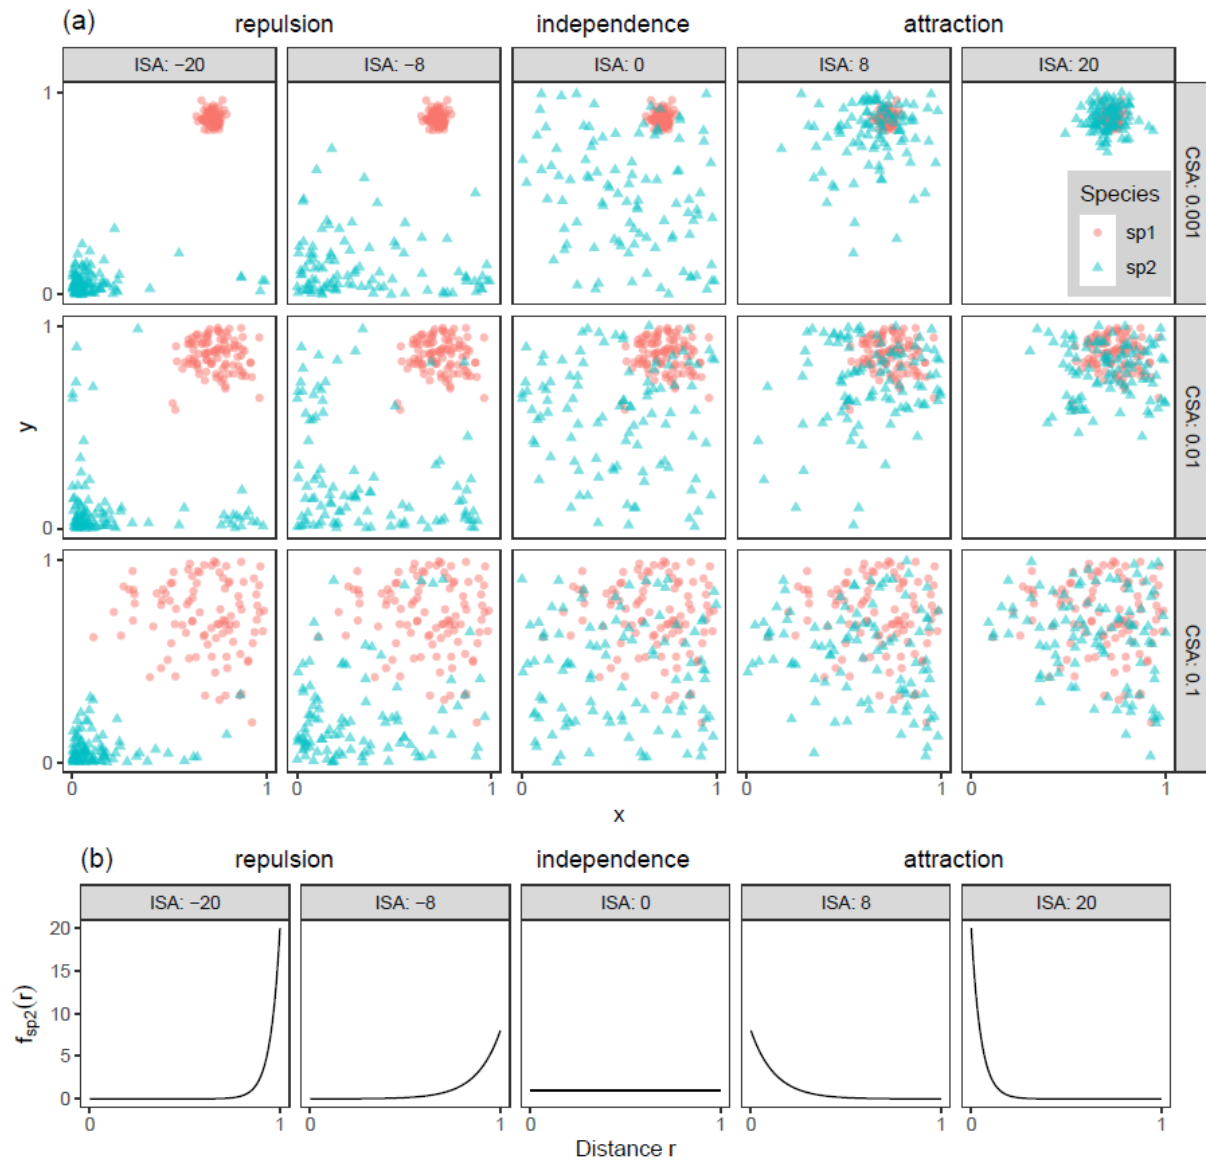 (a) repulsion independence attraction
ISA: −20 ISA: −8 ISA: 0 ISA: 8 ISA: 20
1
0
CSA: 0.001
Species
sp1
sp2
1
0
CSA: 0.01
y
1
0
CSA: 0.1
0 1 0 1 0 1 0 1 0 1
x
(b) repulsion independence attraction
ISA: −20 ISA: −8 ISA: 0 ISA: 8 ISA: 20
20
15
10
5
0
fsp2(r)
0 1 0 1 0 1 0 1 0 1
Distance r